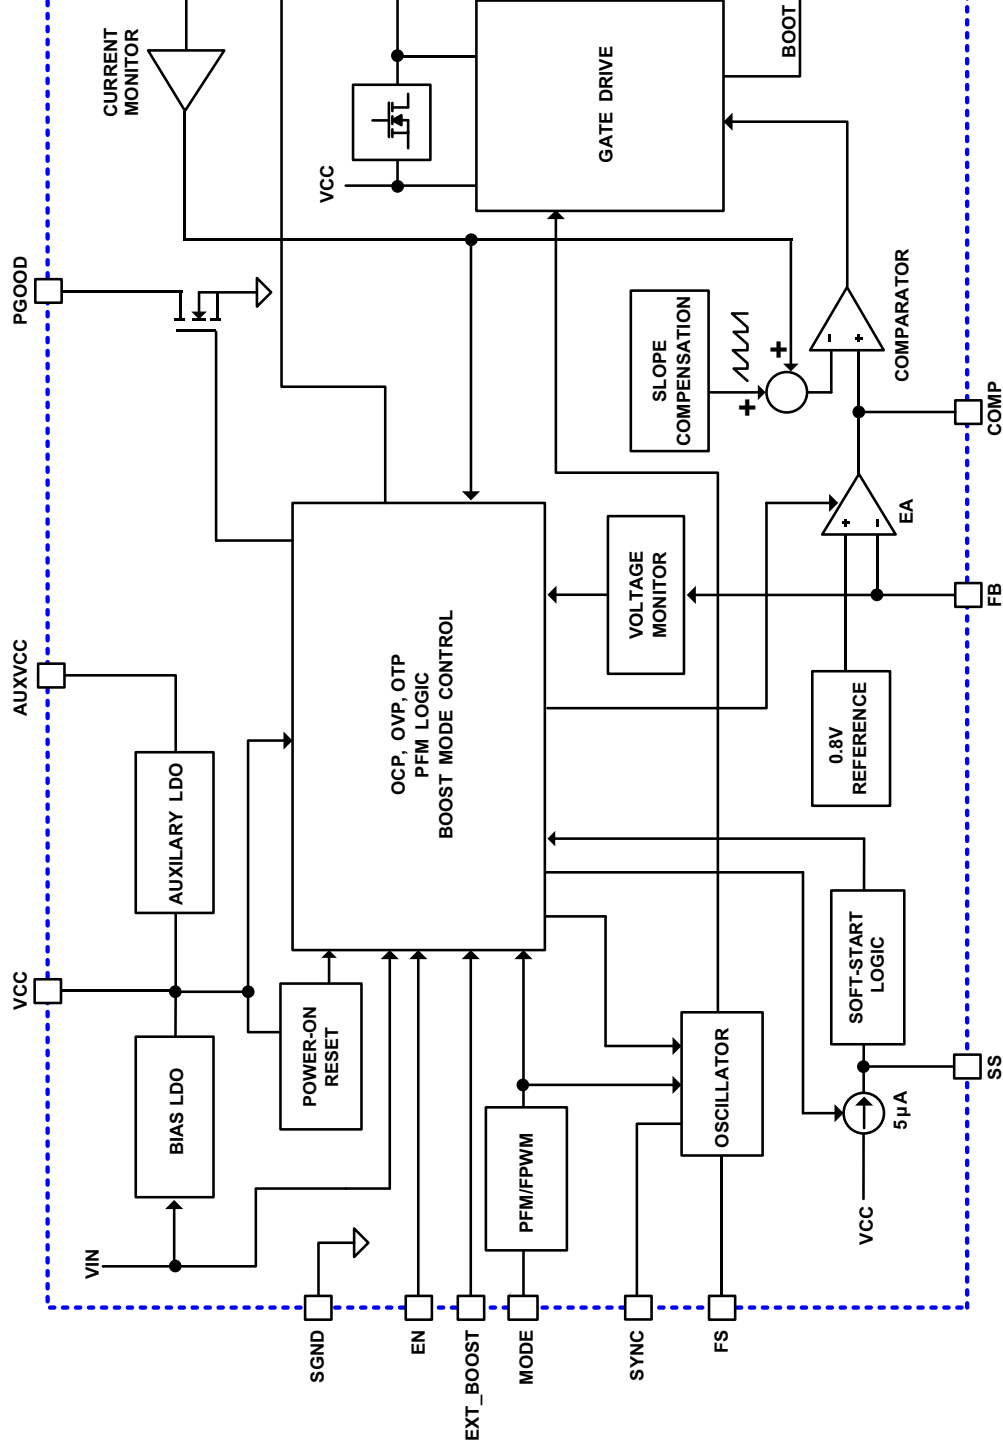 CURRENT
MONITOR
BOOT
GATE DRIVE
VCC
PGOOD
SLOPE
COMPENSATION
+
+
–
+
COMPARATOR
COMP
AUXVCC
AUXILARY LDO
OCP, OVP, OTP
PFM LOGIC
BOOST MODE CONTROL
VOLTAGE
MONITOR
+
–
EA
FB
0.8V
REFERENCE
VCC
BIAS LDO
POWER-ON
RESET
SOFT-START
LOGIC
OSCILLATOR
SS
5µA
VCC
PFM/FPWM
VIN
SGND
EN
EXT_BOOST
MODE
SYNC
FS